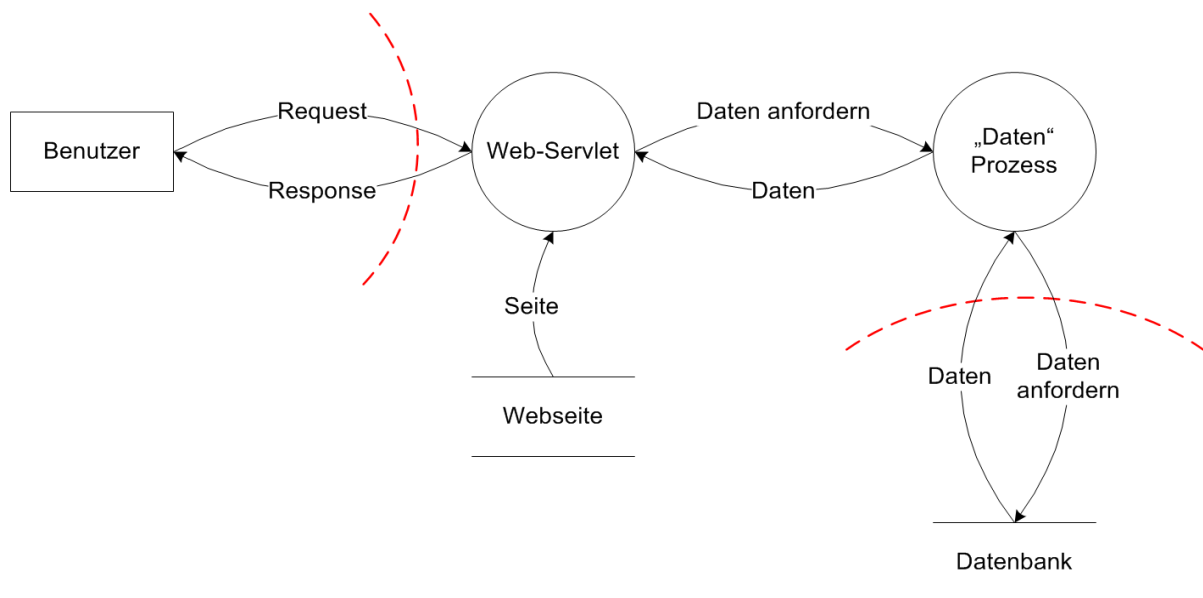 Request
Daten anfordern
Benutzer
Web-Servlet
„Daten“
Prozess
Response
Daten
Seite
Daten
Daten
anfordern
Webseite
Datenbank